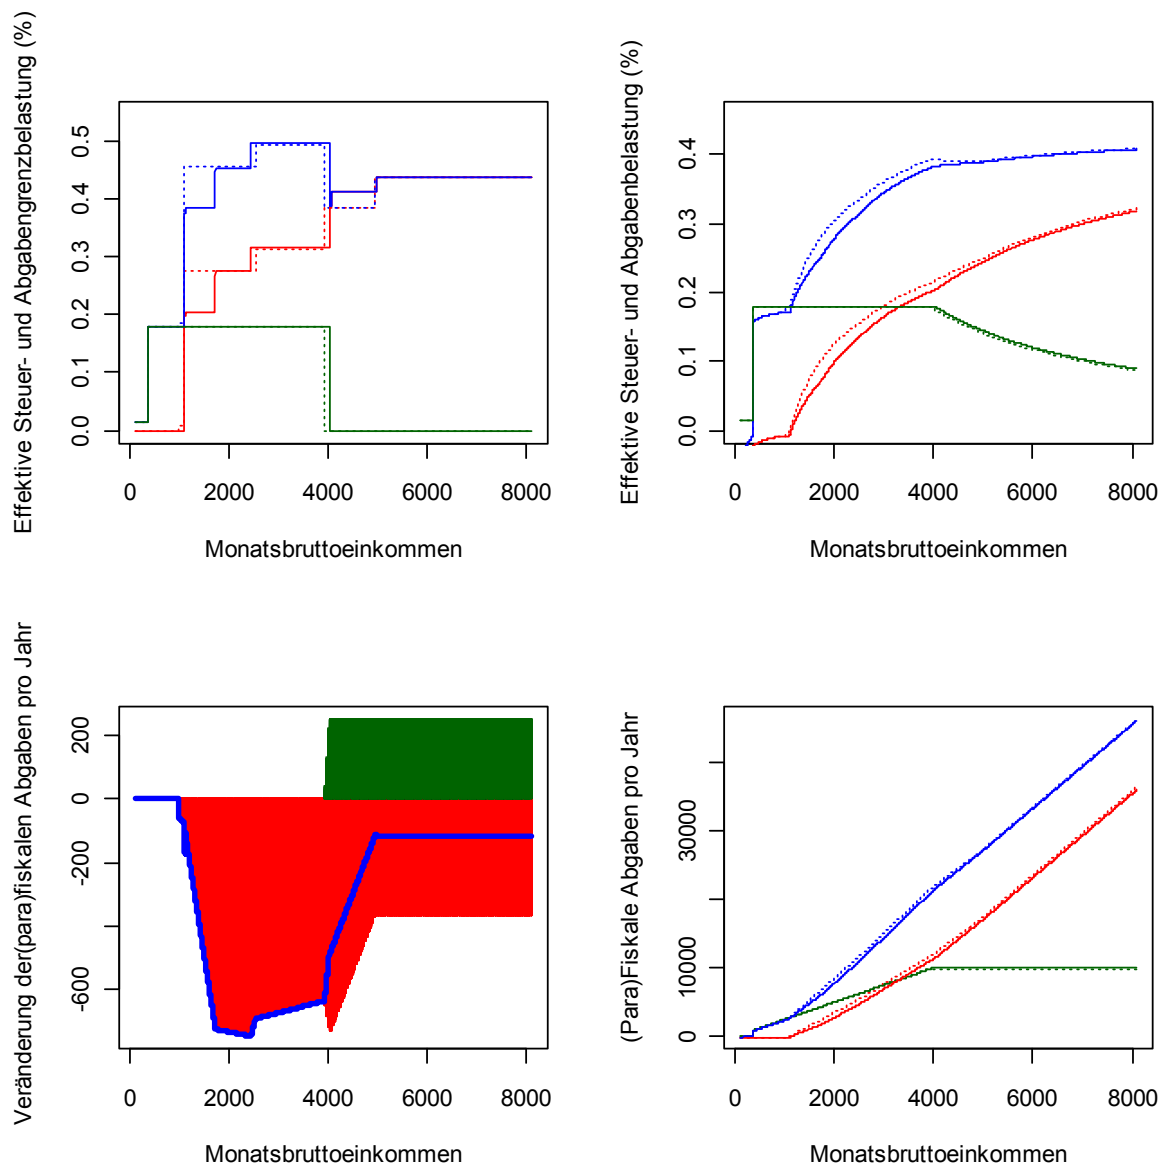 Effektive Steuer- und Abgabengrenzbelastung (%)
0.5
0.4
0.3
0.2
0.1
0.0
0 2000 4000 6000 8000
Monatsbruttoeinkommen
Effektive Steuer- und Abgabenbelastung (%)
0.4
0.3
0.2
0.1
0.0
0 2000 4000 6000 8000
Monatsbruttoeinkommen
Veränderung der(para)fiskalen Abgaben pro Jahr
200
0
-200
-600
0 2000 4000 6000 8000
Monatsbruttoeinkommen
(Para)Fiskale Abgaben pro Jahr
30000
10000
0
0 2000 4000 6000 8000
Monatsbruttoeinkommen